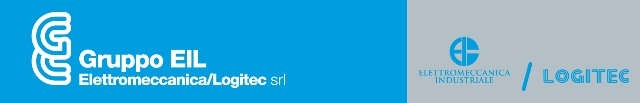 Gruppo EIL
Elettromeccanica/Logitec srl
ELETTROMECCANICA
INDUSTRIALE
/ LOGITEC